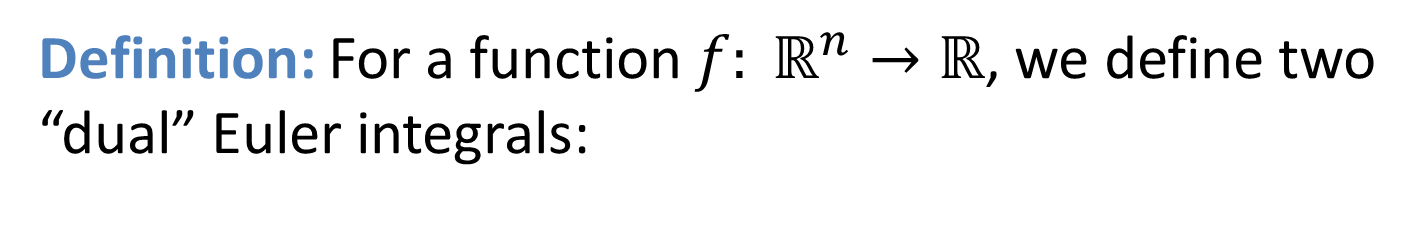 Definition: For a function 𝑓: ℝⁿ → ℝ, we define two
“dual” Euler integrals: